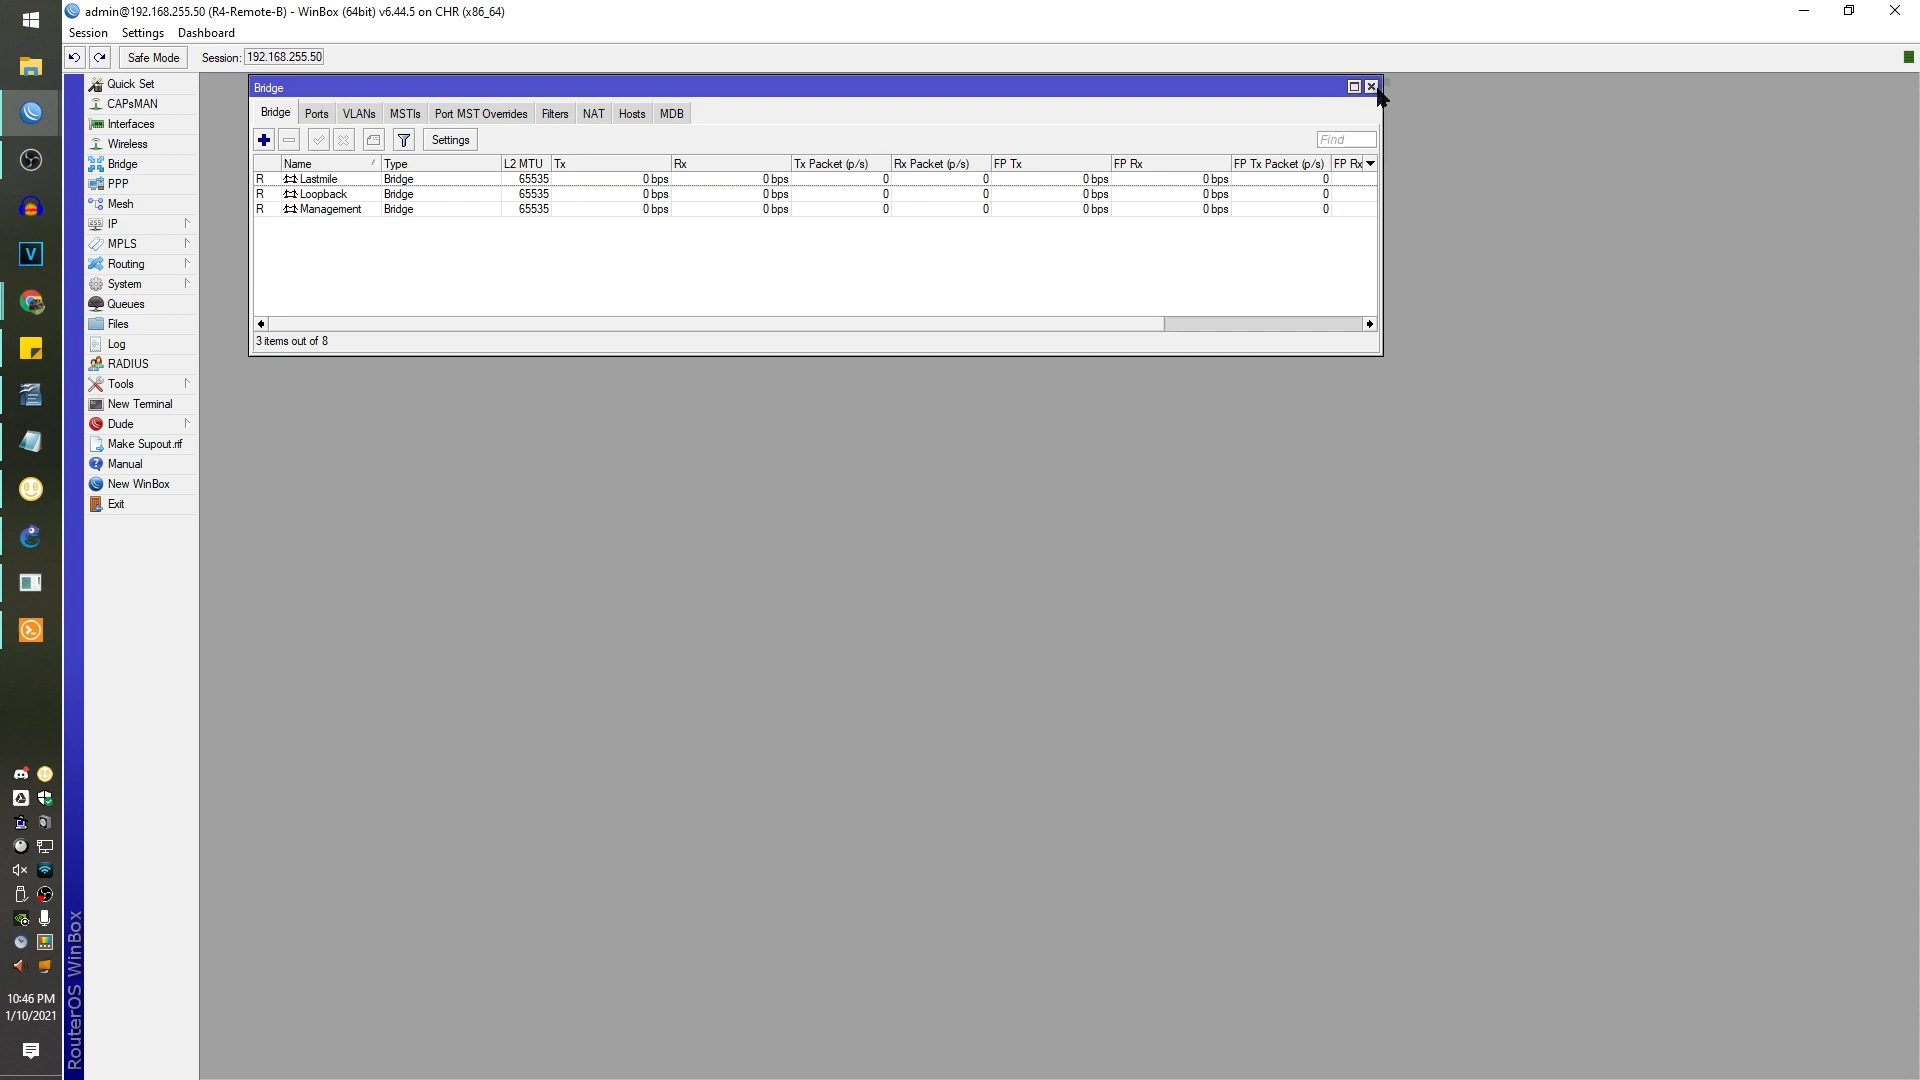 admin@192.168.255.50 (R4-Remote-B) - WinBox (64bit) v6.44.5 on CHR (x86_64)
Session Settings Dashboard
Safe Mode Session: 192.168.255.50
Quick Set
CAPsMAN
Interfaces
Wireless
Bridge
PPP
Mesh
IP
MPLS
Routing
System
Queues
Files
Log
RADIUS
Tools
New Terminal
Dude
Make Supout.rif
Manual
New WinBox
Exit
RouterOS WinBox
Bridge
Bridge Ports VLANs MSTIs Port MST Overrides Filters NAT Hosts MDB
Settings Find
Name Type L2 MTU Tx Rx Tx Packet (p/s) Rx Packet (p/s) FP Tx FP Rx FP Tx Packet (p/s) FP Rx
R Lastmile Bridge 65535 0 bps 0 bps 0 0 0 bps 0 bps 0
R Loopback Bridge 65535 0 bps 0 bps 0 0 0 bps 0 bps 0
R Management Bridge 65535 0 bps 0 bps 0 0 0 bps 0 bps 0
3 items out of 8
V
10:46 PM
1/10/2021